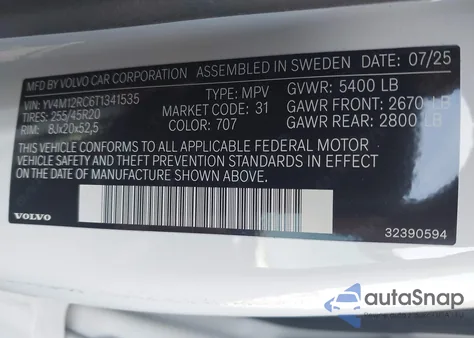 MFD BY VOLVO CAR CORPORATION ASSEMBLED IN SWEDEN DATE: 07/25
VIN: YV4M12RC6T1341535 TYPE: MPV GVWR: 5400 LB
TIRES: 255/45R20 MARKET CODE: 31 GAWR FRONT: 2670 LB
RIM: 8Jx20x52,5 COLOR: 707 GAWR REAR: 2800 LB
THIS VEHICLE CONFORMS TO ALL APPLICABLE FEDERAL MOTOR
VEHICLE SAFETY AND THEFT PREVENTION STANDARDS IN EFFECT
ON THE DATE OF MANUFACTURE SHOWN ABOVE.
VOLVO 32390594
autoSnap